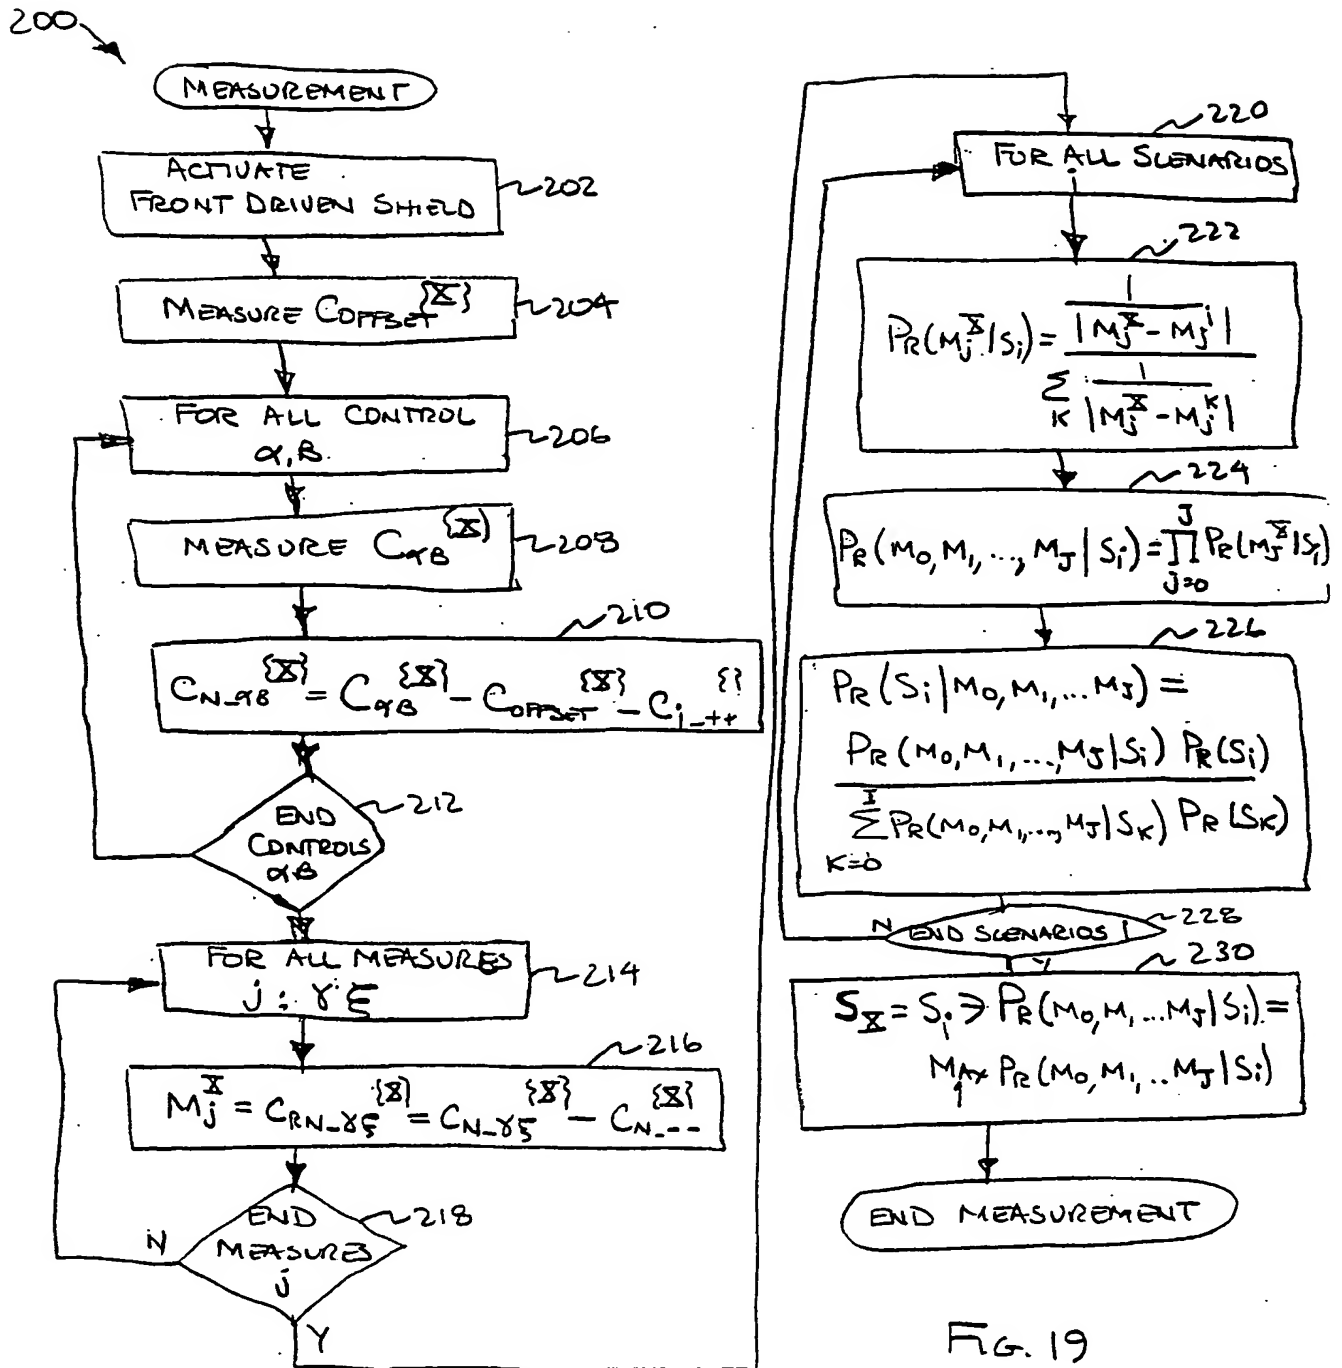 200
MEASUREMENT
ACTIVATE
FRONT DRIVEN SHIELD
202
MEASURE C_OFFSET^{X}
204
FOR ALL CONTROL
α, B
206
MEASURE C_αB^{X}
208
210
C_N_αB^{X} = C_αB^{X} - C_OFFSET^{X} - C_i_++^{}
212
END
CONTROLS
αB
FOR ALL MEASURES
j : γ ξ
214
216
M_j^X = C_RN_γξ^{X} = C_N_γξ^{X} - C_N_--^{X}
218
END
MEASURES
j
N
Y
220
FOR ALL SCENARIOS
222
PR(M_j^X | S_i) = 1 / |M_j^X - M_j^i|
Σ_K 1 / |M_j^X - M_j^K|
224
PR(M_0, M_1, ..., M_J | S_i) = ∏_{J=0}^{J} PR(M_J^X | S_i)
226
PR(S_i | M_0, M_1, ... M_J) =
PR(M_0, M_1, ..., M_J | S_i) PR(S_i)
Σ_{K=0}^{I} PR(M_0, M_1, ..., M_J | S_K) PR(S_K)
N
END SCENARIOS i
228
Y
230
S_X = S_i ∋ PR(M_0, M_1 ... M_J | S_i) =
MAX_i PR(M_0, M_1, .. M_J | S_i)
END MEASUREMENT
FIG. 19